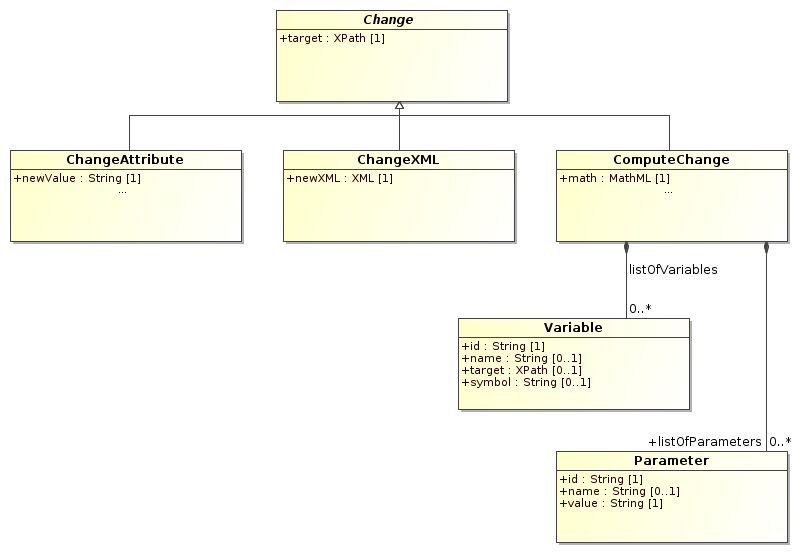 Change
+target : XPath [1]
ChangeAttribute
+newValue : String [1]
...
ChangeXML
+newXML : XML [1]
ComputeChange
+math : MathML [1]
...
listOfVariables
0..*
Variable
+id : String [1]
+name : String [0..1]
+target : XPath [0..1]
+symbol : String [0..1]
+listOfParameters 0..*
Parameter
+id : String [1]
+name : String [0..1]
+value : String [1]